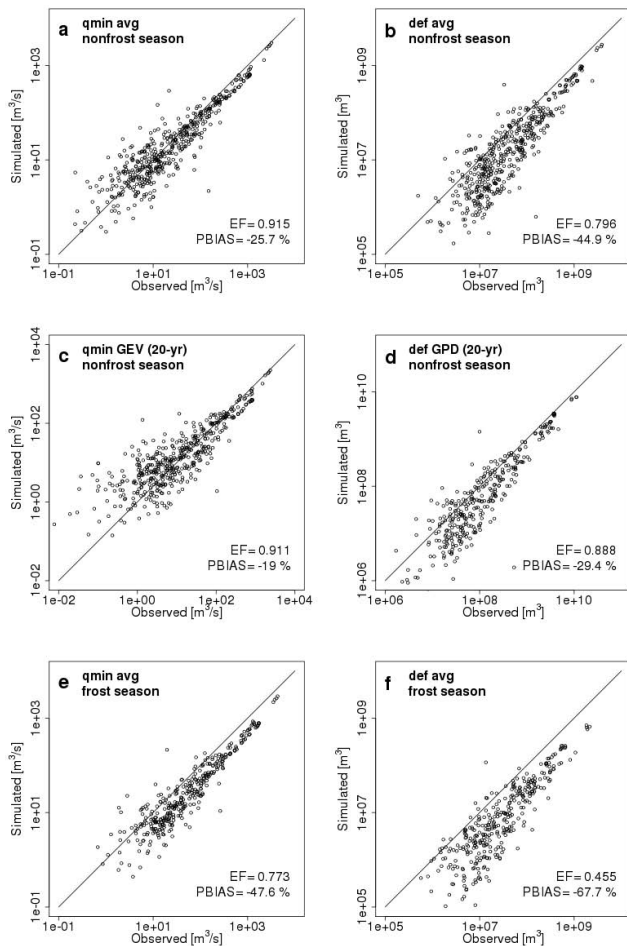 a qmin avg
nonfrost season
Simulated [m³/s]
1e-01 1e+01 1e+03
EF= 0.915
PBIAS= -25.7 %
1e-01 1e+01 1e+03
Observed [m³/s]
b def avg
nonfrost season
Simulated [m³]
1e+05 1e+07 1e+09
EF= 0.796
PBIAS= -44.9 %
1e+05 1e+07 1e+09
Observed [m³]
c qmin GEV (20-yr)
nonfrost season
Simulated [m³/s]
1e-02 1e+00 1e+02 1e+04
EF= 0.911
PBIAS= -19 %
1e-02 1e+00 1e+02 1e+04
Observed [m³/s]
d def GPD (20-yr)
nonfrost season
Simulated [m³]
1e+06 1e+08 1e+10
EF= 0.888
PBIAS= -29.4 %
1e+06 1e+08 1e+10
Observed [m³]
e qmin avg
frost season
Simulated [m³/s]
1e-01 1e+01 1e+03
EF= 0.773
PBIAS= -47.6 %
1e-01 1e+01 1e+03
Observed [m³/s]
f def avg
frost season
Simulated [m³]
1e+05 1e+07 1e+09
EF= 0.455
PBIAS= -67.7 %
1e+05 1e+07 1e+09
Observed [m³]